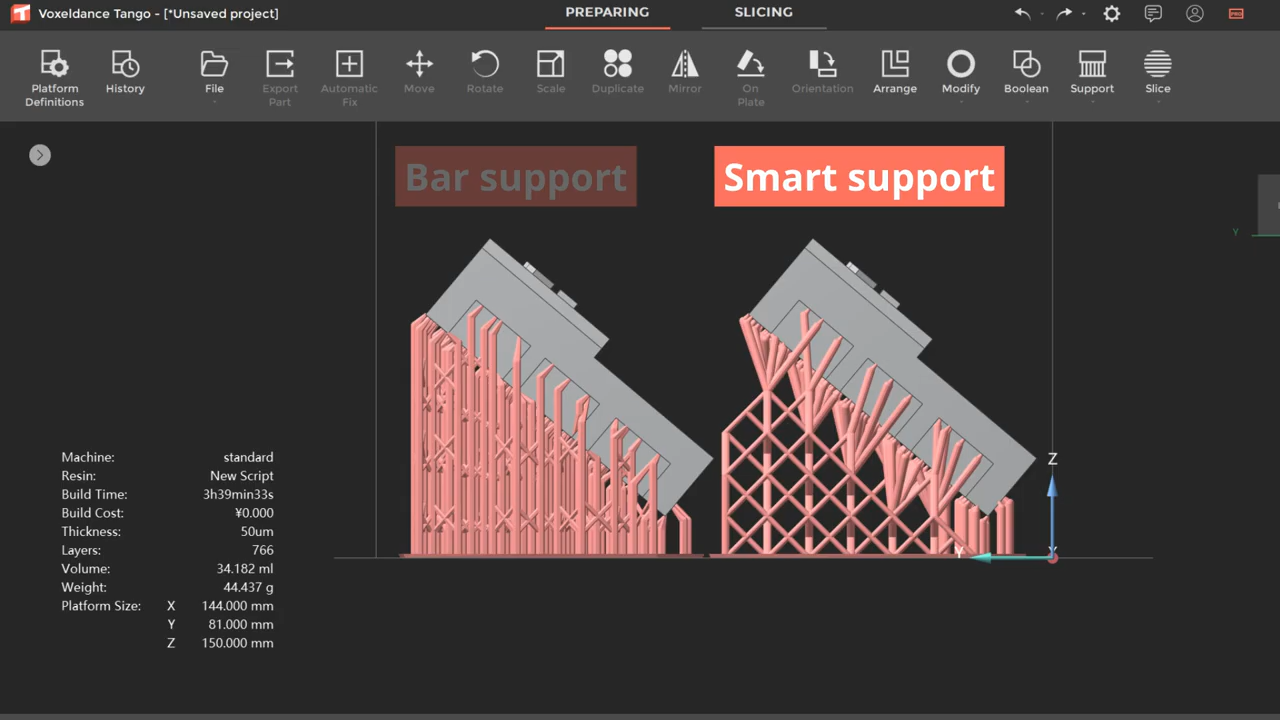 Voxeldance Tango - [*Unsaved project]
PREPARING
SLICING
PRO
Platform Definitions
History
File
Export Part
Automatic Fix
Move
Rotate
Scale
Duplicate
Mirror
On Plate
Orientation
Arrange
Modify
Boolean
Support
Slice
Bar support
Smart support
Y
Machine: standard
Resin: New Script
Build Time: 3h39min33s
Build Cost: ¥0.000
Thickness: 50um
Layers: 766
Volume: 34.182 ml
Weight: 44.437 g
Platform Size: X 144.000 mm
Y 81.000 mm
Z 150.000 mm
Z
Y